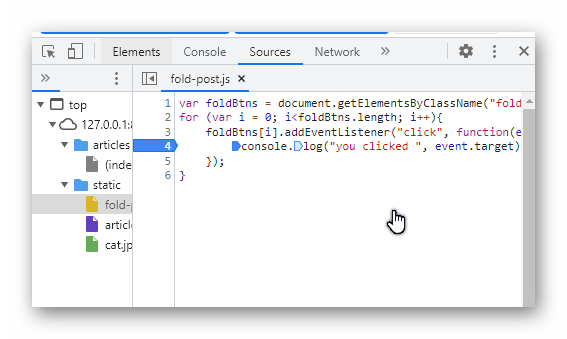 Elements Console Sources Network »
» fold-post.js ×
top
127.0.0.1:
articles
(inde
static
fold-p
article
cat.jp
1 var foldBtns = document.getElementsByClassName("fold
2 for (var i = 0; i<foldBtns.length; i++){
3 foldBtns[i].addEventListener("click", function(e
4 console.log("you clicked ", event.target)
5 });
6 }